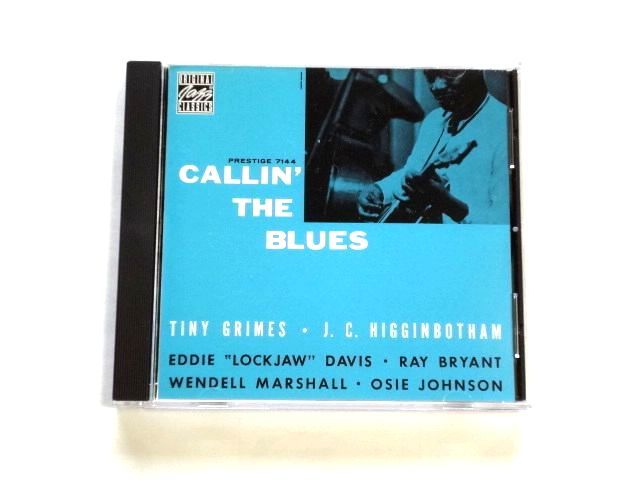 ORIGINAL
Jazz
CLASSICS
PRESTIGE 7144
CALLIN'
THE
BLUES
TINY GRIMES • J. C. HIGGINBOTHAM
EDDIE "LOCKJAW" DAVIS • RAY BRYANT
WENDELL MARSHALL • OSIE JOHNSON